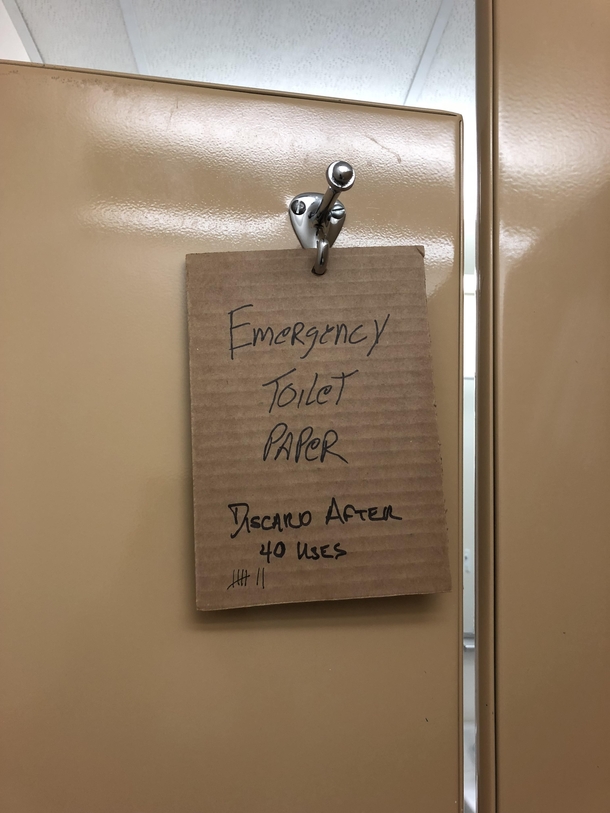 Emergency
Toilet
PAPER
Discard After
40 Uses
𝍸 ||